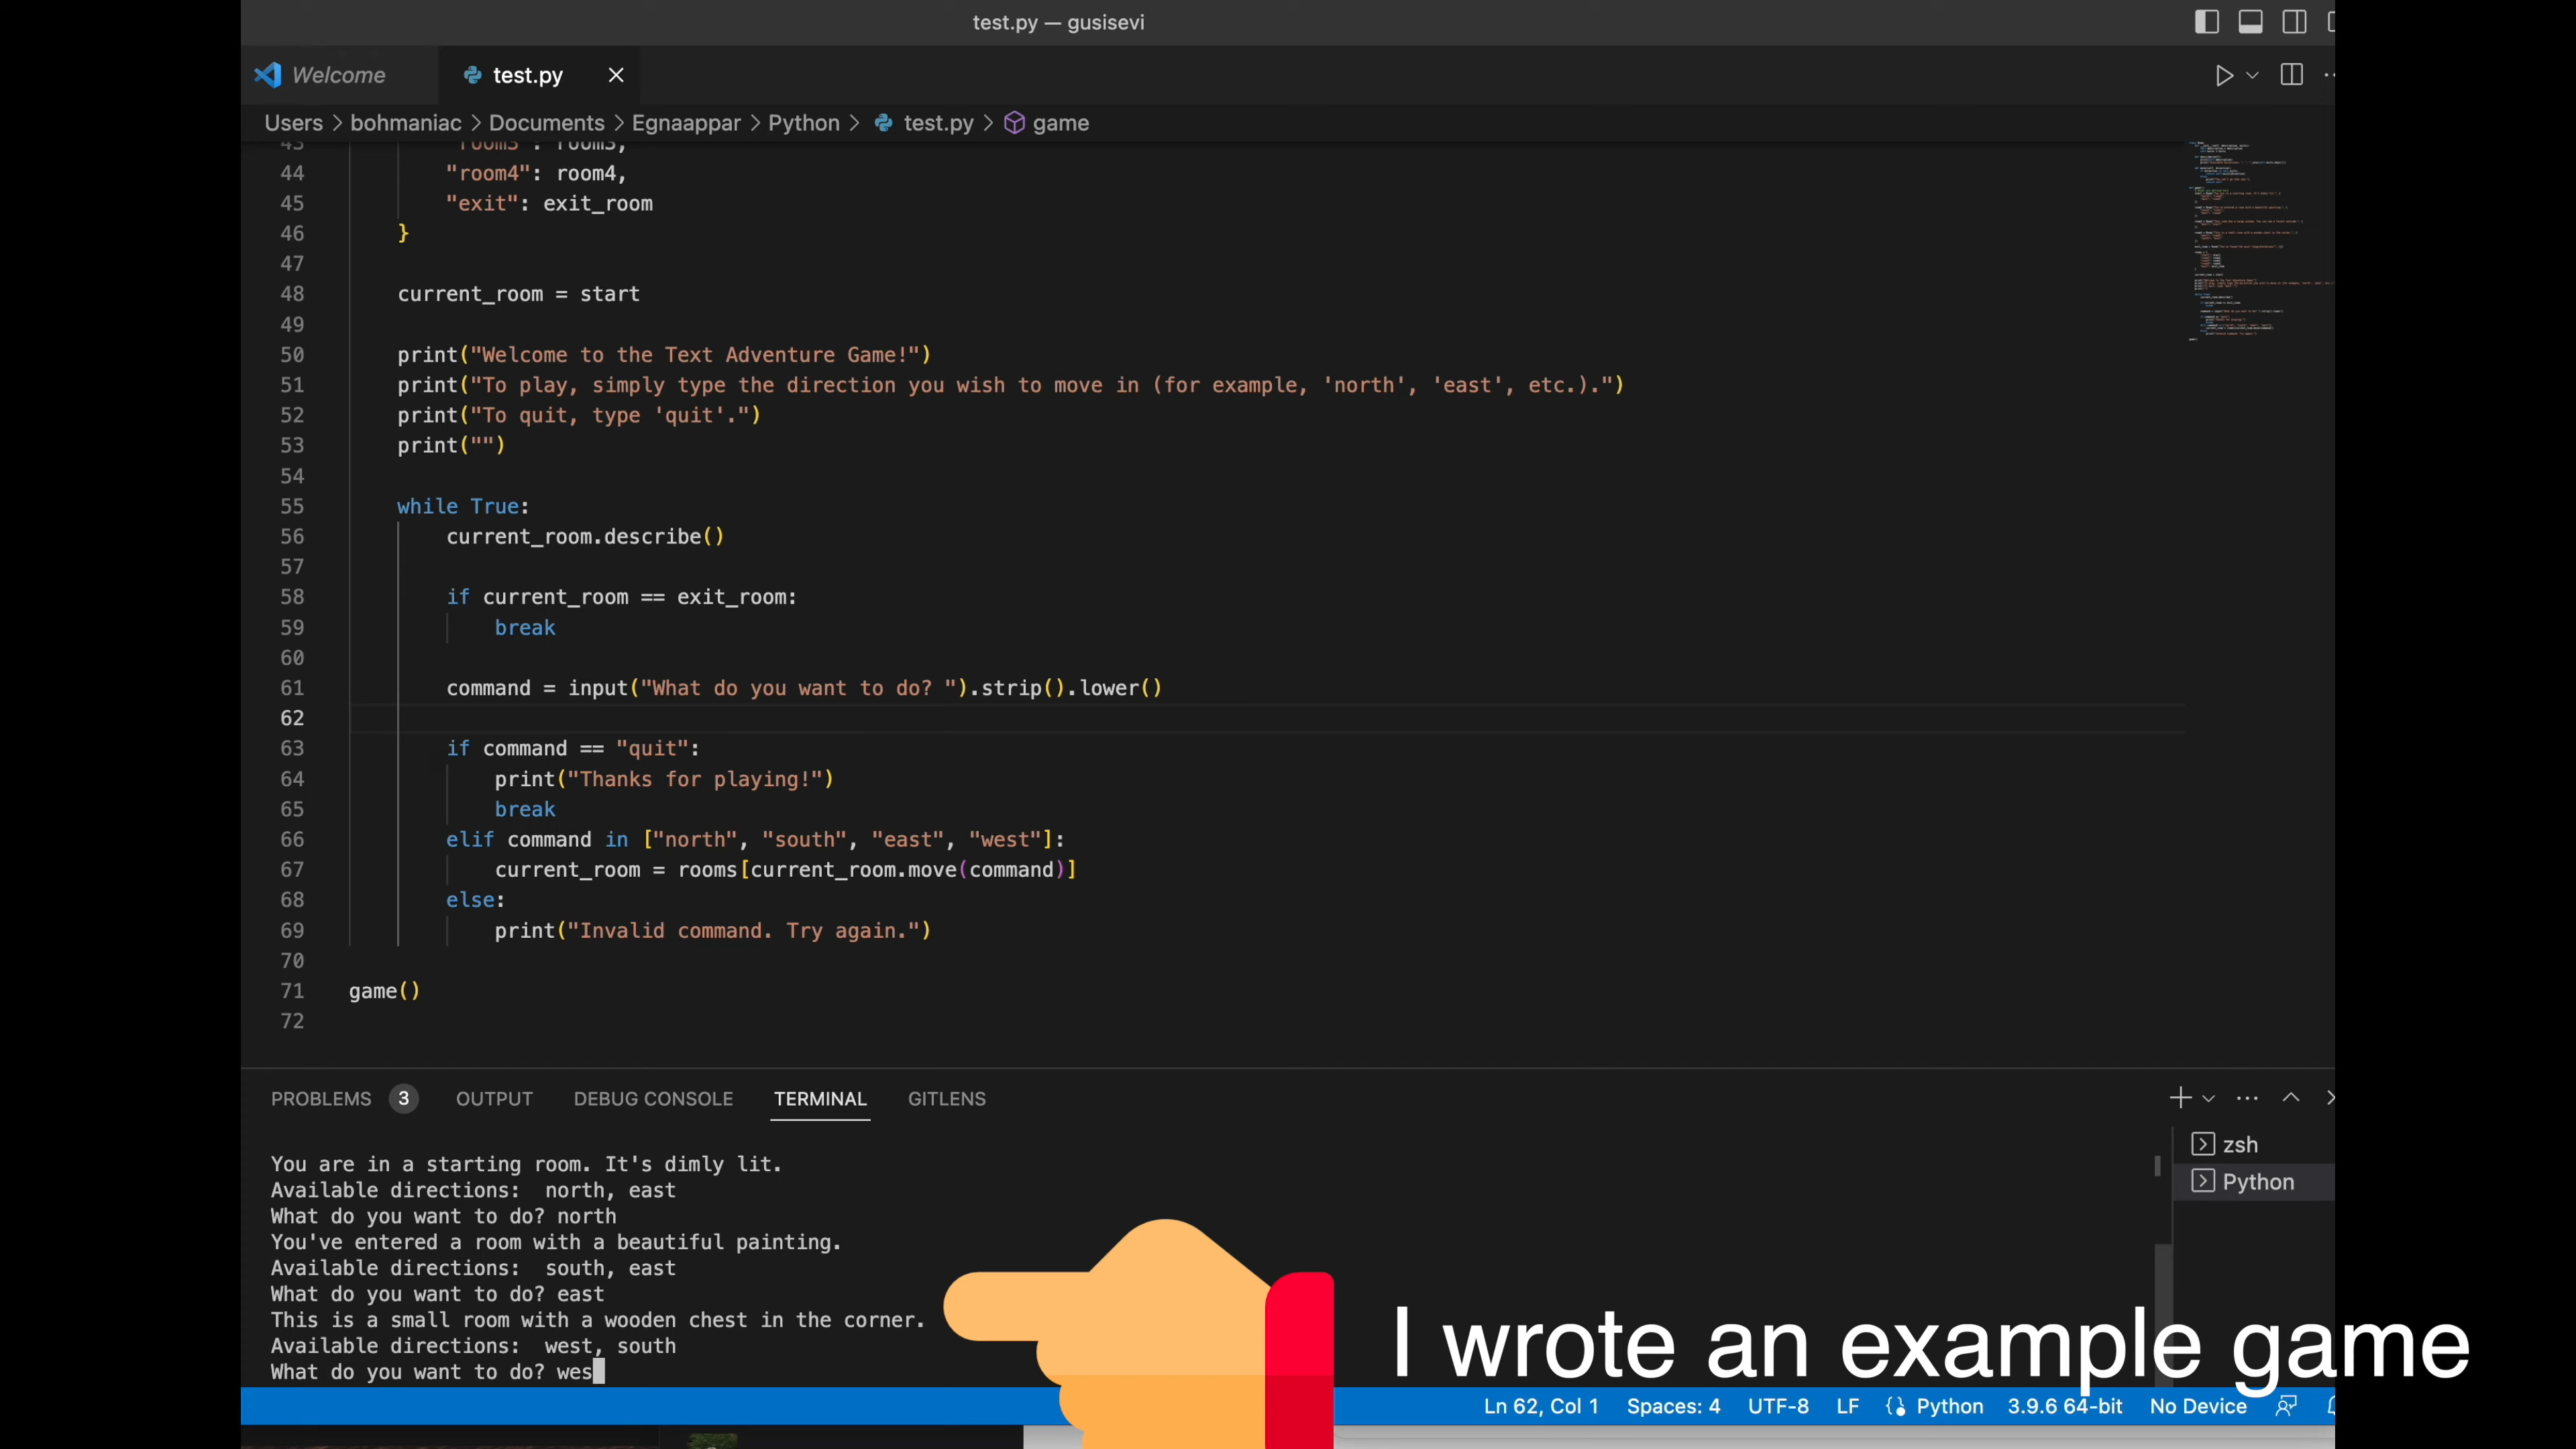 test.py — gusisevi
Welcome
test.py
Users > bohmaniac > Documents > Egnaappar > Python > test.py > game
43 "room3": room3,
44 "room4": room4,
45 "exit": exit_room
46 }
47
48 current_room = start
49
50 print("Welcome to the Text Adventure Game!")
51 print("To play, simply type the direction you wish to move in (for example, 'north', 'east', etc.).")
52 print("To quit, type 'quit'.")
53 print("")
54
55 while True:
56 current_room.describe()
57
58 if current_room == exit_room:
59 break
60
61 command = input("What do you want to do? ").strip().lower()
62
63 if command == "quit":
64 print("Thanks for playing!")
65 break
66 elif command in ["north", "south", "east", "west"]:
67 current_room = rooms[current_room.move(command)]
68 else:
69 print("Invalid command. Try again.")
70
71 game()
72
PROBLEMS 3 OUTPUT DEBUG CONSOLE TERMINAL GITLENS
You are in a starting room. It's dimly lit.
Available directions:  north, east
What do you want to do? north
You've entered a room with a beautiful painting.
Available directions:  south, east
What do you want to do? east
This is a small room with a wooden chest in the corner.
Available directions:  west, south
What do you want to do? wes
zsh
Python
I wrote an example game
Ln 62, Col 1 Spaces: 4 UTF-8 LF Python 3.9.6 64-bit No Device